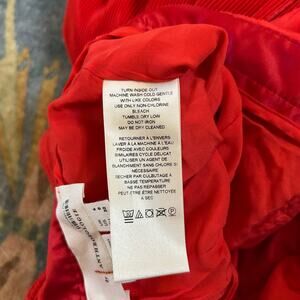 TURN INSIDE OUT
MACHINE WASH COLD GENTLE
WITH LIKE COLORS
USE ONLY NON-CHLORINE
BLEACH
TUMBLE DRY LOW
DO NOT IRON
MAY BE DRY CLEANED
RETOURNER À L'ENVERS
LAVER À LA MACHINE À L'EAU
FROIDE AVEC COULEURS
SIMILAIRES CYCLE DÉLICAT
UTILISER UN AGENT DE
BLANCHIMENT SANS CHLORE SI
NÉCESSAIRE
SÉCHER PAR CULBUTAGE À
BASSE TEMPÉRATURE
NE PAS REPASSER
PEUT-ÊTRE ÊTRE NETTOYÉE
À SEC
ANTHROPOLOGIE